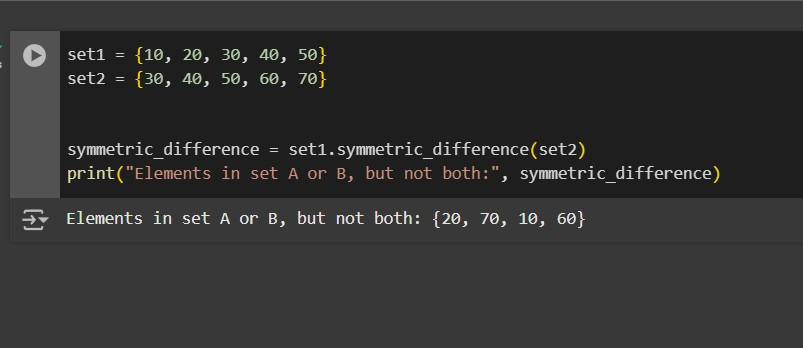 set1 = {10, 20, 30, 40, 50}
set2 = {30, 40, 50, 60, 70}
symmetric_difference = set1.symmetric_difference(set2)
print("Elements in set A or B, but not both:", symmetric_difference)
Elements in set A or B, but not both: {20, 70, 10, 60}